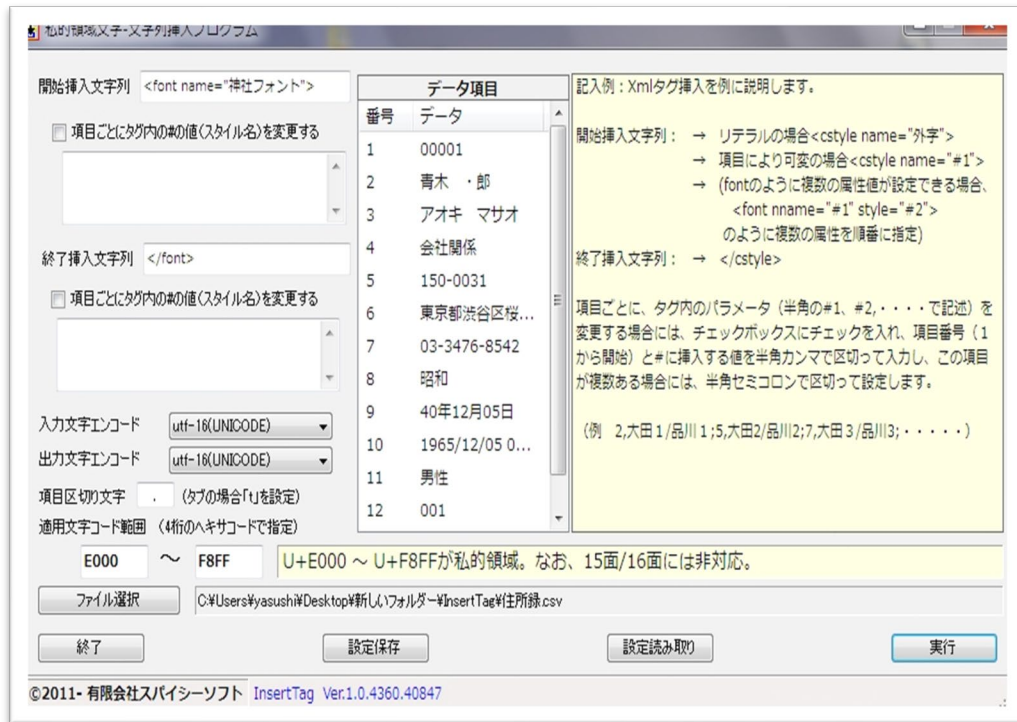 私的領域文字-文字列挿入プログラム
開始挿入文字列 <font name="神社フォント">
項目ごとにタグ内の#の値(スタイル名)を変更する
終了挿入文字列 </font>
項目ごとにタグ内の#の値(スタイル名)を変更する
入力文字エンコード utf-16(UNICODE)
出力文字エンコード utf-16(UNICODE)
項目区切り文字 , (タブの場合「t」を設定)
適用文字コード範囲 (4桁のヘキサコードで指定)
E000 ～ F8FF U+E000 ～ U+F8FFが私的領域。なお、15面/16面には非対応。
データ項目
番号 データ
1 00001
2 青木 ・郎
3 アオキ マサオ
4 会社関係
5 150-0031
6 東京都渋谷区桜...
7 03-3476-8542
8 昭和
9 40年12月05日
10 1965/12/05 0...
11 男性
12 001
記入例：Xmlタグ挿入を例に説明します。
開始挿入文字列： → リテラルの場合<cstyle name="外字">
→ 項目により可変の場合<cstyle name="#1">
→ (fontのように複数の属性値が設定できる場合、
<font nname="#1" style="#2">
のように複数の属性を順番に指定)
終了挿入文字列： → </cstyle>
項目ごとに、タグ内のパラメータ（半角の#1、#2,・・・・で記述）を
変更する場合には、チェックボックスにチェックを入れ、項目番号（1
から開始）と#に挿入する値を半角カンマで区切って入力し、この項目
が複数ある場合には、半角セミコロンで区切って設定します。
（例 2,大田１/品川１;5,大田2/品川2;7,大田３/品川3;・・・・・）
ファイル選択 C:¥Users¥yasushi¥Desktop¥新しいフォルダー¥InsertTag¥住所録.csv
終了 設定保存 設定読み取り 実行
©2011- 有限会社スパイシーソフト InsertTag Ver.1.0.4360.40847